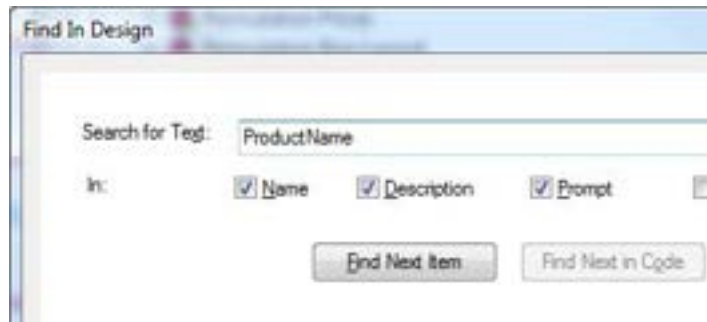 Find In Design
Search for Text: ProductName
In: Name Description Prompt
Find Next Item Find Next in Code